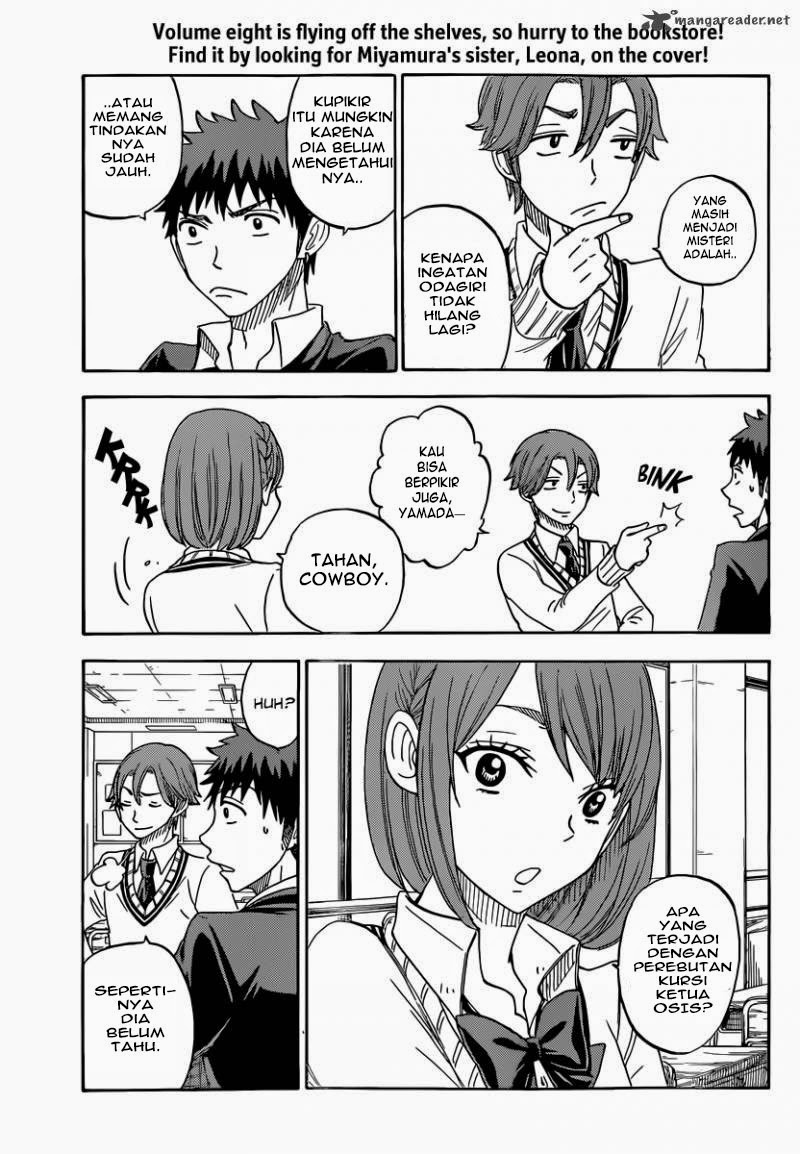 mangareader.net
Volume eight is flying off the shelves, so hurry to the bookstore!
Find it by looking for Miyamura's sister, Leona, on the cover!
YANG
MASIH
MENJADI
MISTERI
ADALAH..
KENAPA
INGATAN
ODAGIRI
TIDAK
HILANG
LAGI?
KUPIKIR
ITU MUNGKIN
KARENA
DIA BELUM
MENGETAHUI
NYA..
..ATAU
MEMANG
TINDAKAN
NYA
SUDAH
JAUH.
BINK
KAU
BISA
BERPIKIR
JUGA,
YAMADA—
TAHAN,
COWBOY.
KRRK
APA
YANG
TERJADI
DENGAN
PEREBUTAN
KURSI
KETUA
OSIS?
HUH?
SEPERTI-
NYA
DIA
BELUM
TAHU.